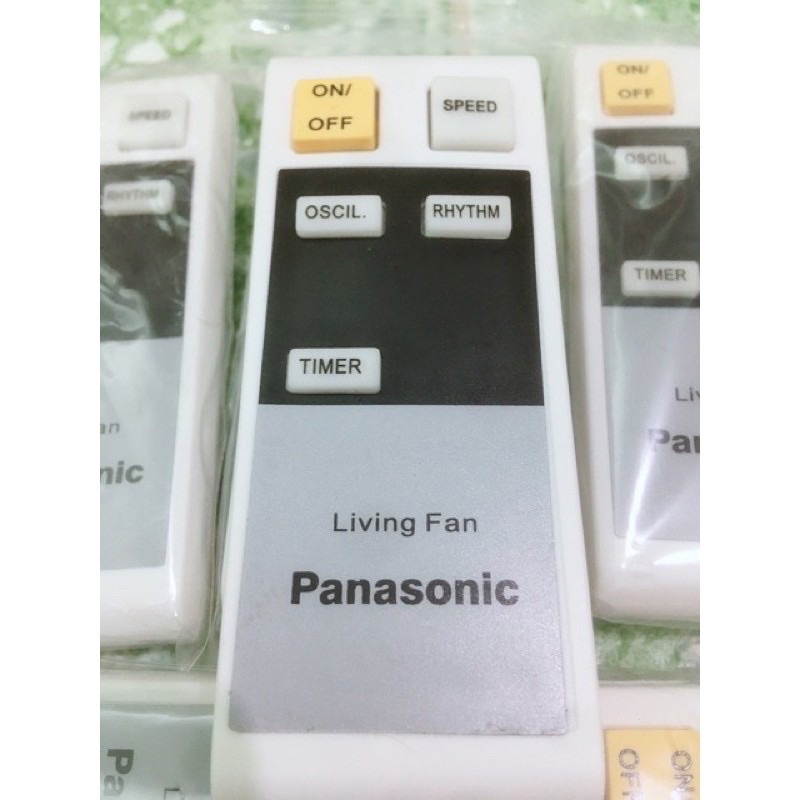 ON/
OFF
SPEED
OSCIL.
RHYTHM
TIMER
Living Fan
Panasonic
SPEED
RHYTHM
an
nic
ON/
OFF
OSCIL.
TIMER
Liv
Pan
Pa
ON
OFF